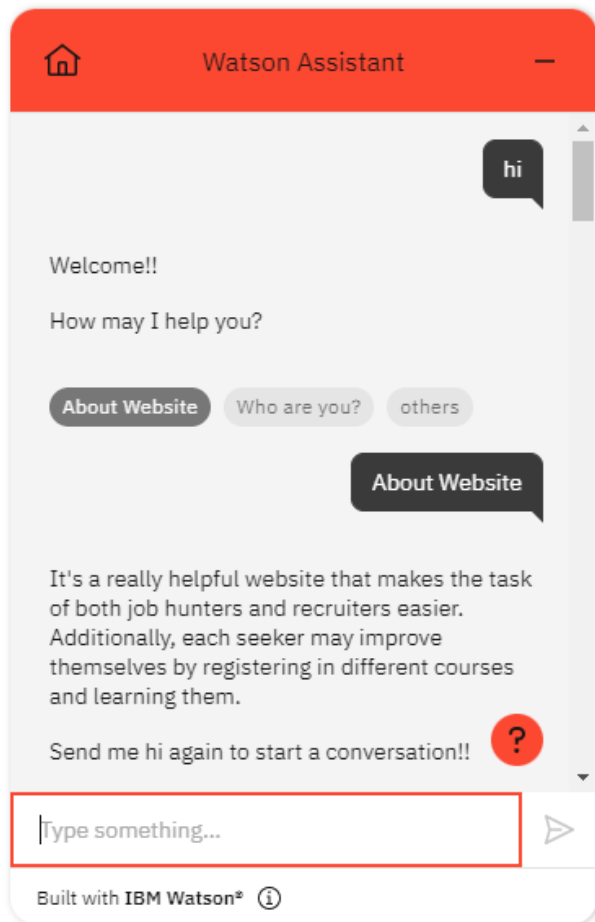 Watson Assistant
hi
Welcome!!
How may I help you?
About Website Who are you? others
About Website
It's a really helpful website that makes the task
of both job hunters and recruiters easier.
Additionally, each seeker may improve
themselves by registering in different courses
and learning them.
Send me hi again to start a conversation!!
?
Type something...
Built with IBM Watson®